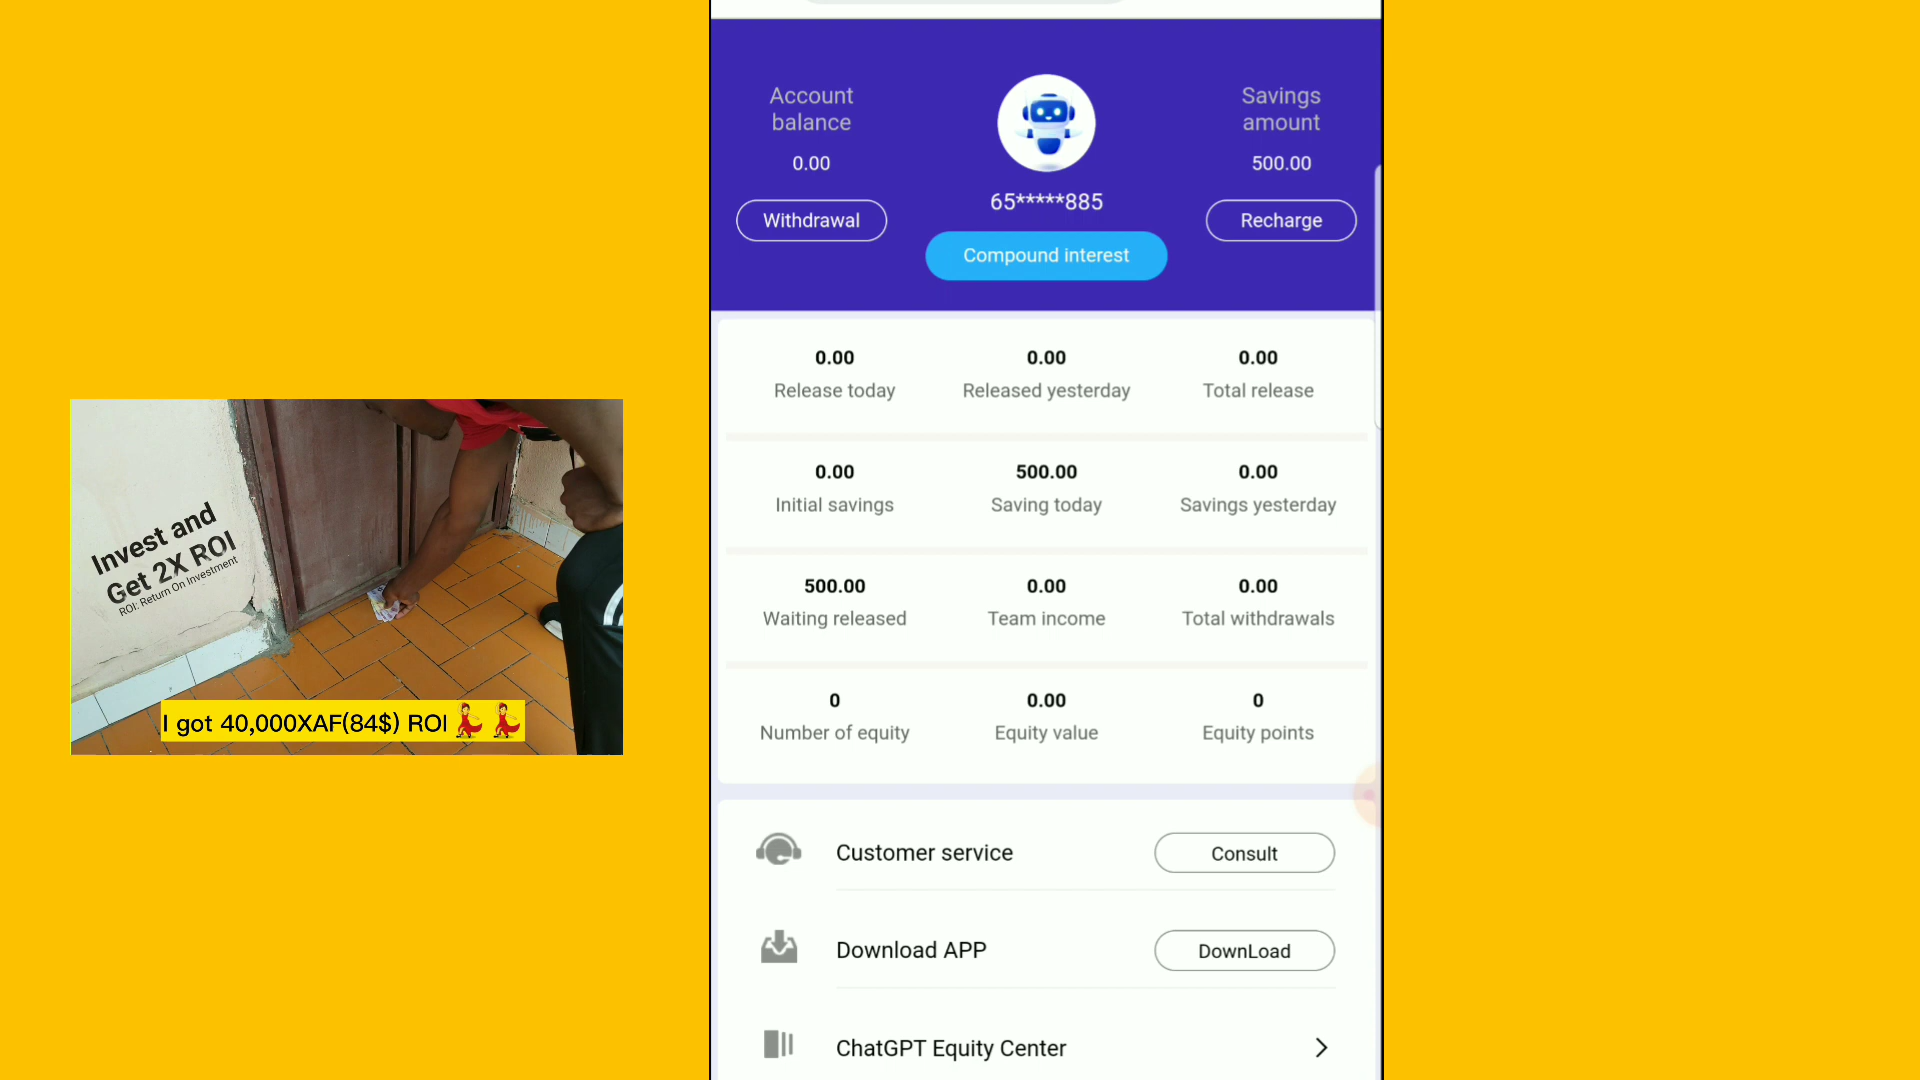 Invest and
Get 2X ROI
ROI: Return On Investment
I got 40,000XAF(84$) ROI
Account
balance
0.00
Withdrawal
65*****885
Compound interest
Savings
amount
500.00
Recharge
0.00 0.00 0.00
Release today Released yesterday Total release
0.00 500.00 0.00
Initial savings Saving today Savings yesterday
500.00 0.00 0.00
Waiting released Team income Total withdrawals
0 0.00 0
Number of equity Equity value Equity points
Customer service Consult
Download APP DownLoad
ChatGPT Equity Center